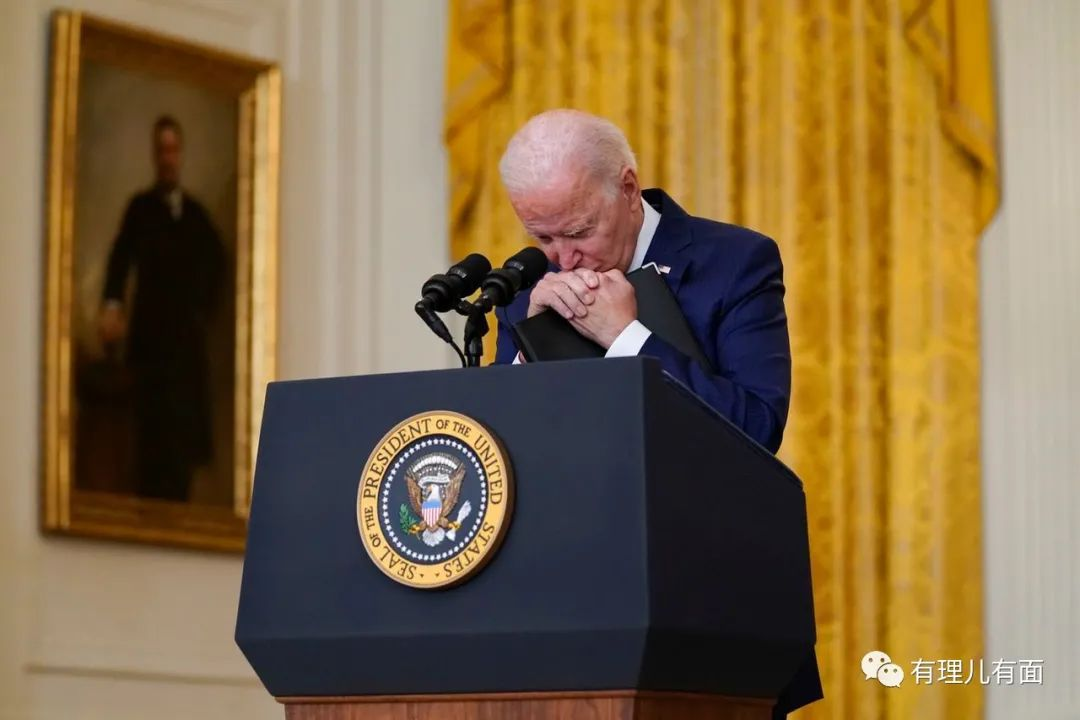 SEAL OF THE PRESIDENT OF THE UNITED STATES
有理儿有面